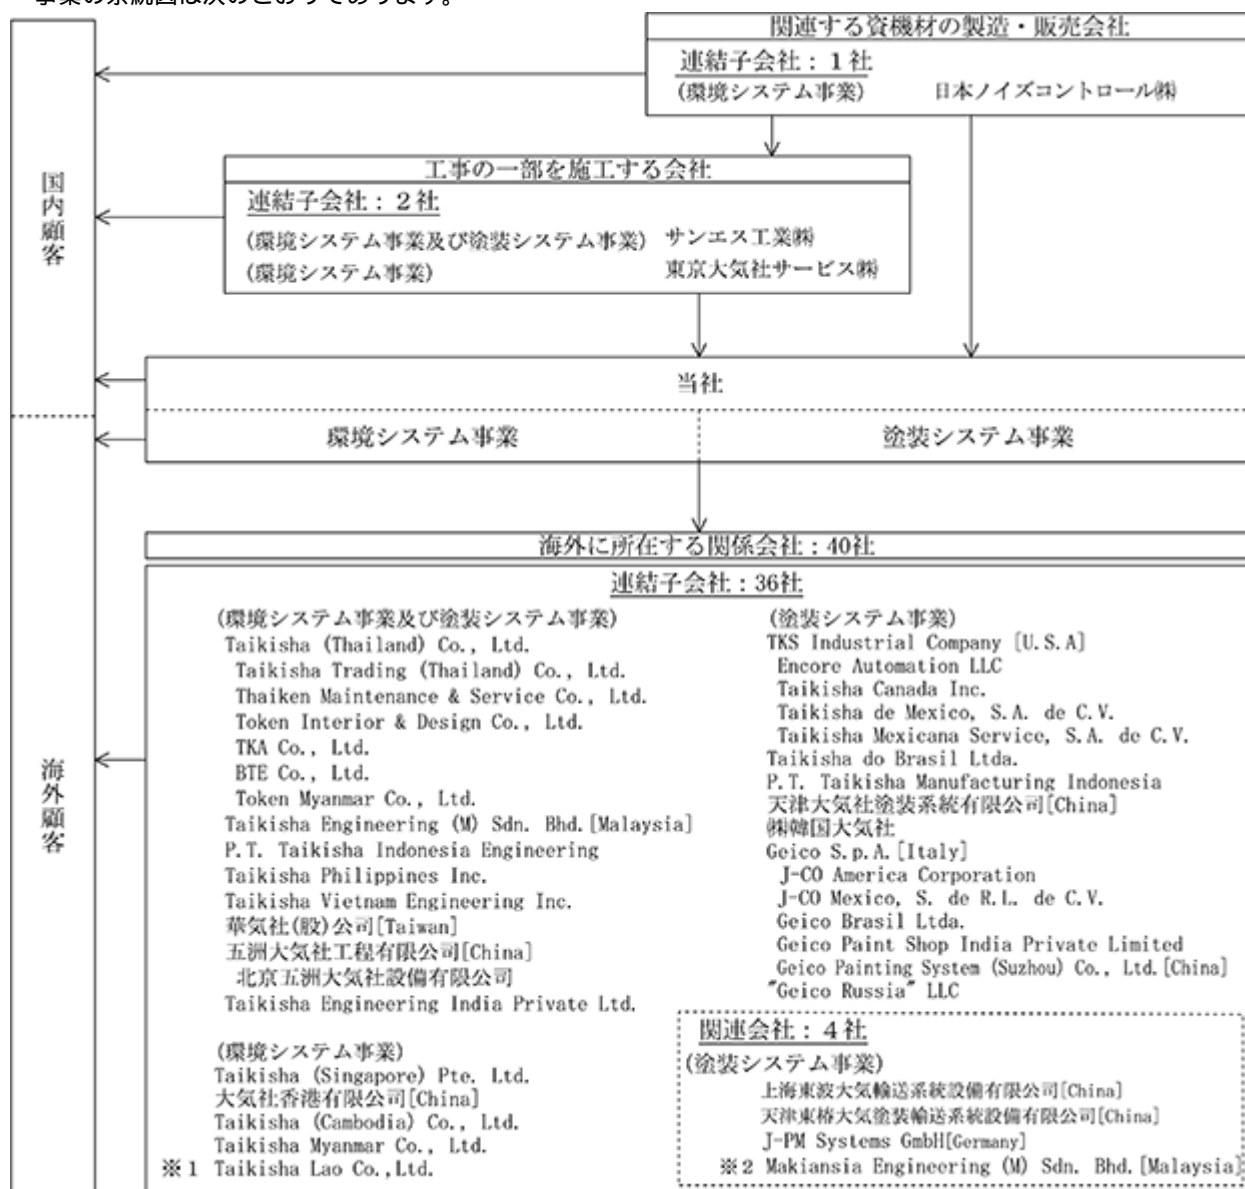 事業の系統図は次のとおりであります。
関連する資機材の製造・販売会社
連結子会社：１社
(環境システム事業) 日本ノイズコントロール㈱
工事の一部を施工する会社
連結子会社：２社
(環境システム事業及び塗装システム事業) サンエス工業㈱
(環境システム事業) 東京大気社サービス㈱
国内顧客
当社
環境システム事業 塗装システム事業
海外に所在する関係会社：40社
連結子会社：36社
海外顧客
(環境システム事業及び塗装システム事業)
Taikisha (Thailand) Co., Ltd.
Taikisha Trading (Thailand) Co., Ltd.
Thaiken Maintenance & Service Co., Ltd.
Token Interior & Design Co., Ltd.
TKA Co., Ltd.
BTE Co., Ltd.
Token Myanmar Co., Ltd.
Taikisha Engineering (M) Sdn. Bhd.[Malaysia]
P.T. Taikisha Indonesia Engineering
Taikisha Philippines Inc.
Taikisha Vietnam Engineering Inc.
華気社(股)公司[Taiwan]
五洲大気社工程有限公司[China]
北京五洲大気社設備有限公司
Taikisha Engineering India Private Ltd.
(環境システム事業)
Taikisha (Singapore) Pte. Ltd.
大気社香港有限公司[China]
Taikisha (Cambodia) Co., Ltd.
Taikisha Myanmar Co., Ltd.
※１ Taikisha Lao Co.,Ltd.
(塗装システム事業)
TKS Industrial Company [U.S.A]
Encore Automation LLC
Taikisha Canada Inc.
Taikisha de Mexico, S.A. de C.V.
Taikisha Mexicana Service, S.A. de C.V.
Taikisha do Brasil Ltda.
P.T. Taikisha Manufacturing Indonesia
天津大気社塗装系統有限公司[China]
㈱韓国大気社
Geico S.p.A.[Italy]
J-CO America Corporation
J-CO Mexico, S. de R.L. de C.V.
Geico Brasil Ltda.
Geico Paint Shop India Private Limited
Geico Painting System (Suzhou) Co., Ltd.[China]
"Geico Russia" LLC
関連会社：４社
(塗装システム事業)
上海東波大気輸送系統設備有限公司[China]
天津東椿大気塗装輸送系統設備有限公司[China]
J-PM Systems GmbH[Germany]
※２ Makiansia Engineering (M) Sdn. Bhd.[Malaysia]